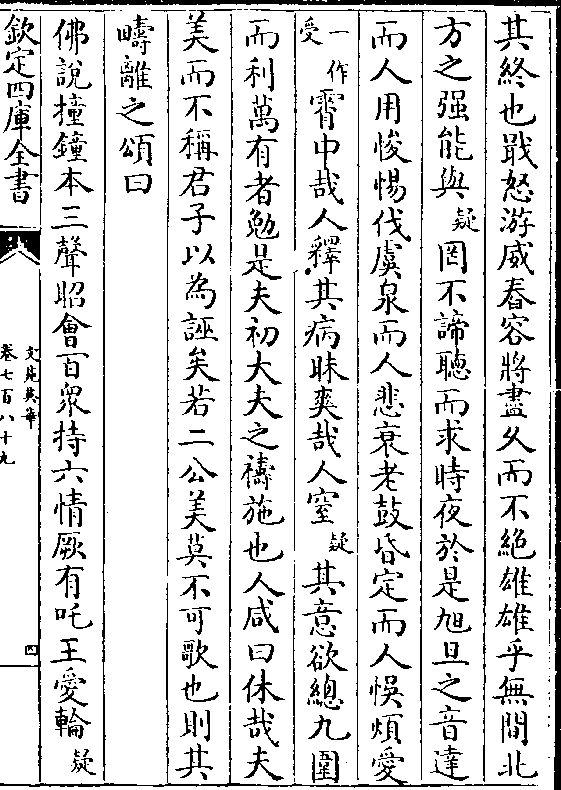 其終也戢怒游威舂容將盡乆而不絶雄雄乎無間北
方之强能與疑罔不諦聽而求時夜於是旭旦之音達
而人用悛惕伐虞泉而人悲衰老鼓昏定而人悞煩愛
一作受霄中哉人釋其病昧爽哉人窒疑其意欲總九圍
而利萬有者勉是夫初大夫之禱施也人咸曰休哉夫
美而不稱君子以為誣矣若二公美莫不可歌也則其
疇離之頌曰
佛說撞鐘本三聲昭會百衆持六情厥有吒王愛輪疑
欽定四庫全書
文苑英華
卷七百八十九
四